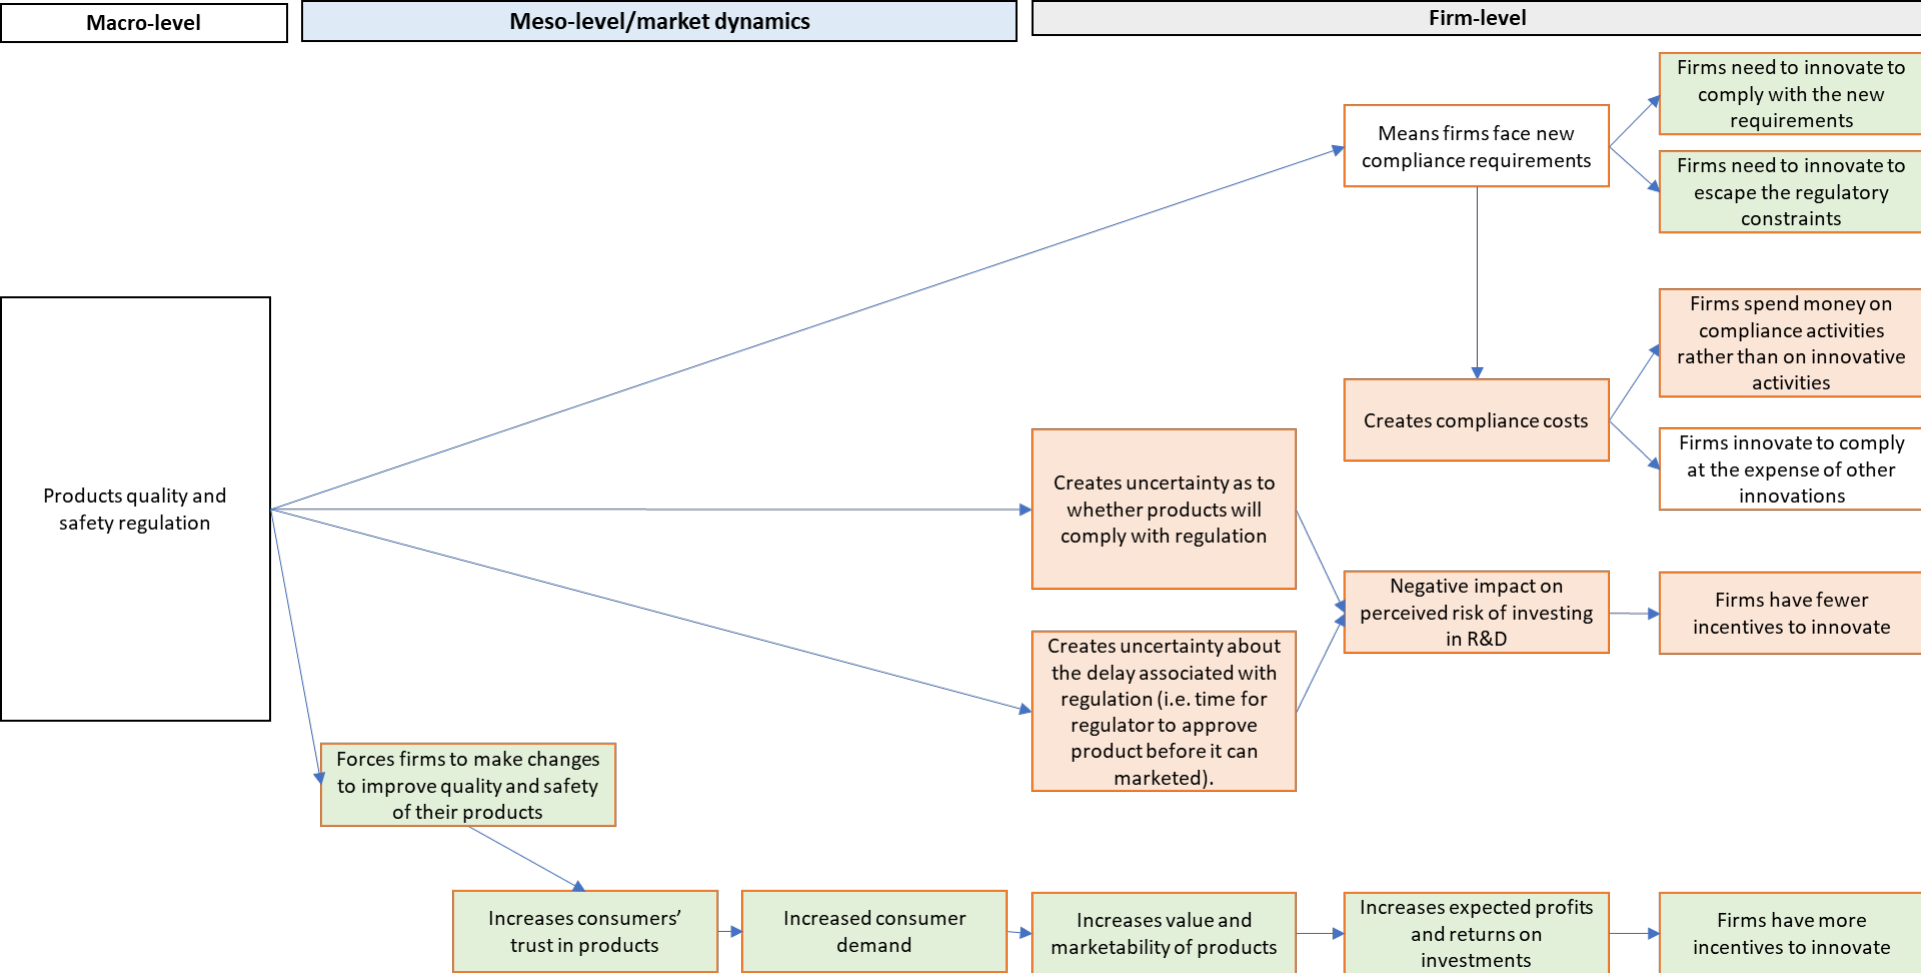 Macro-level
Meso-level/market dynamics
Firm-level
Firms need to innovate to
comply with the new
requirements
Means firms face new
compliance requirements
Firms need to innovate to
escape the regulatory
constraints
Firms spend money on
compliance activities
rather than on innovative
activities
Creates compliance costs
Firms innovate to comply
at the expense of other
innovations
Products quality and
safety regulation
Creates uncertainty as to
whether products will
comply with regulation
Negative impact on
perceived risk of investing
in R&D
Firms have fewer
incentives to innovate
Creates uncertainty about
the delay associated with
regulation (i.e. time for
regulator to approve
product before it can
marketed).
Forces firms to make changes
to improve quality and safety
of their products
Increases consumers’
trust in products
Increased consumer
demand
Increases value and
marketability of products
Increases expected profits
and returns on
investments
Firms have more
incentives to innovate